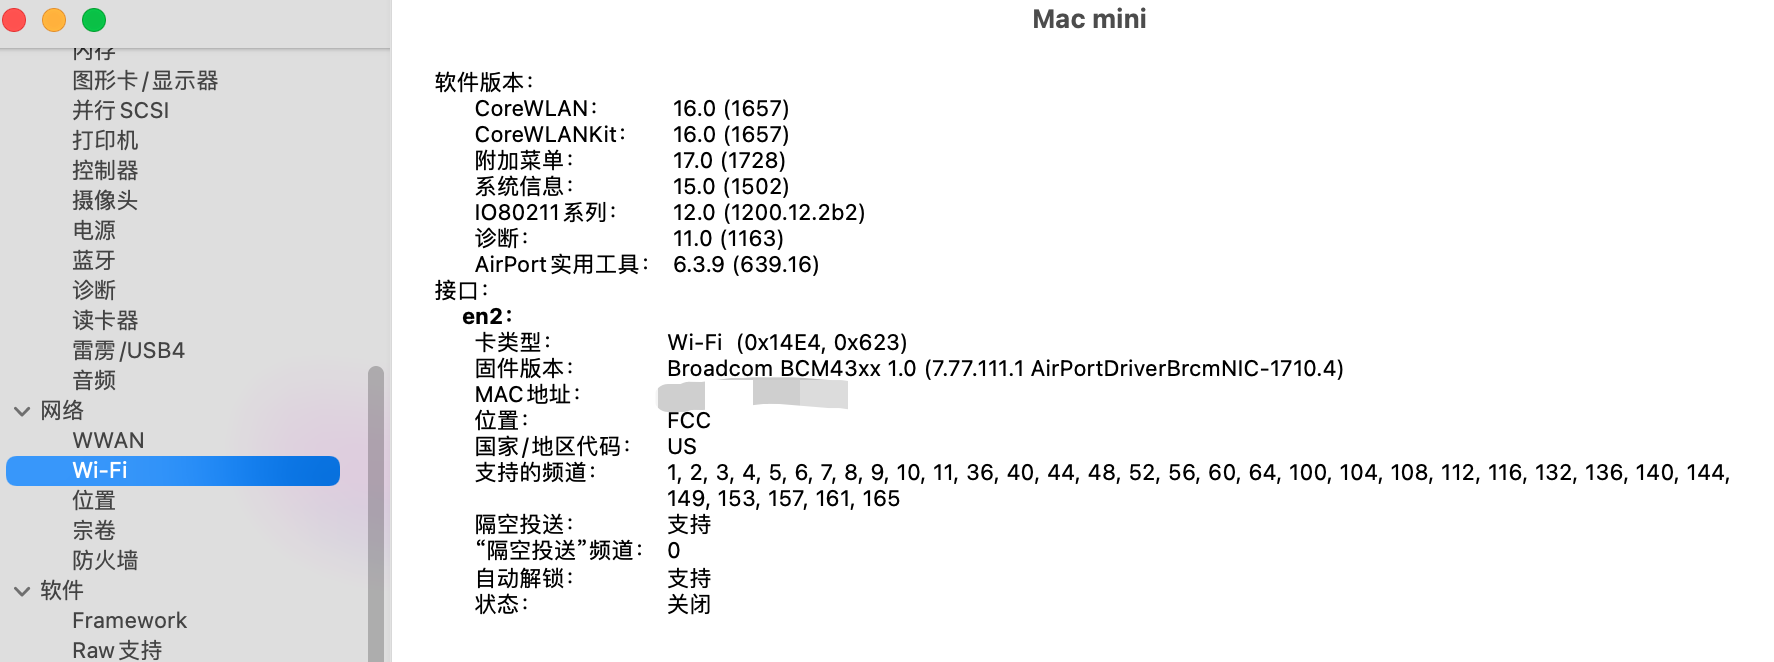 Mac mini
内存
图形卡/显示器
并行SCSI
打印机
控制器
摄像头
电源
蓝牙
诊断
读卡器
雷雳/USB4
音频
网络
WWAN
Wi-Fi
位置
宗卷
防火墙
软件
Framework
Raw支持
软件版本：
CoreWLAN： 16.0 (1657)
CoreWLANKit： 16.0 (1657)
附加菜单： 17.0 (1728)
系统信息： 15.0 (1502)
IO80211系列： 12.0 (1200.12.2b2)
诊断： 11.0 (1163)
AirPort实用工具： 6.3.9 (639.16)
接口：
en2：
卡类型： Wi-Fi (0x14E4, 0x623)
固件版本： Broadcom BCM43xx 1.0 (7.77.111.1 AirPortDriverBrcmNIC-1710.4)
MAC地址：
位置： FCC
国家/地区代码： US
支持的频道： 1, 2, 3, 4, 5, 6, 7, 8, 9, 10, 11, 36, 40, 44, 48, 52, 56, 60, 64, 100, 104, 108, 112, 116, 132, 136, 140, 144,
149, 153, 157, 161, 165
隔空投送： 支持
“隔空投送”频道： 0
自动解锁： 支持
状态： 关闭